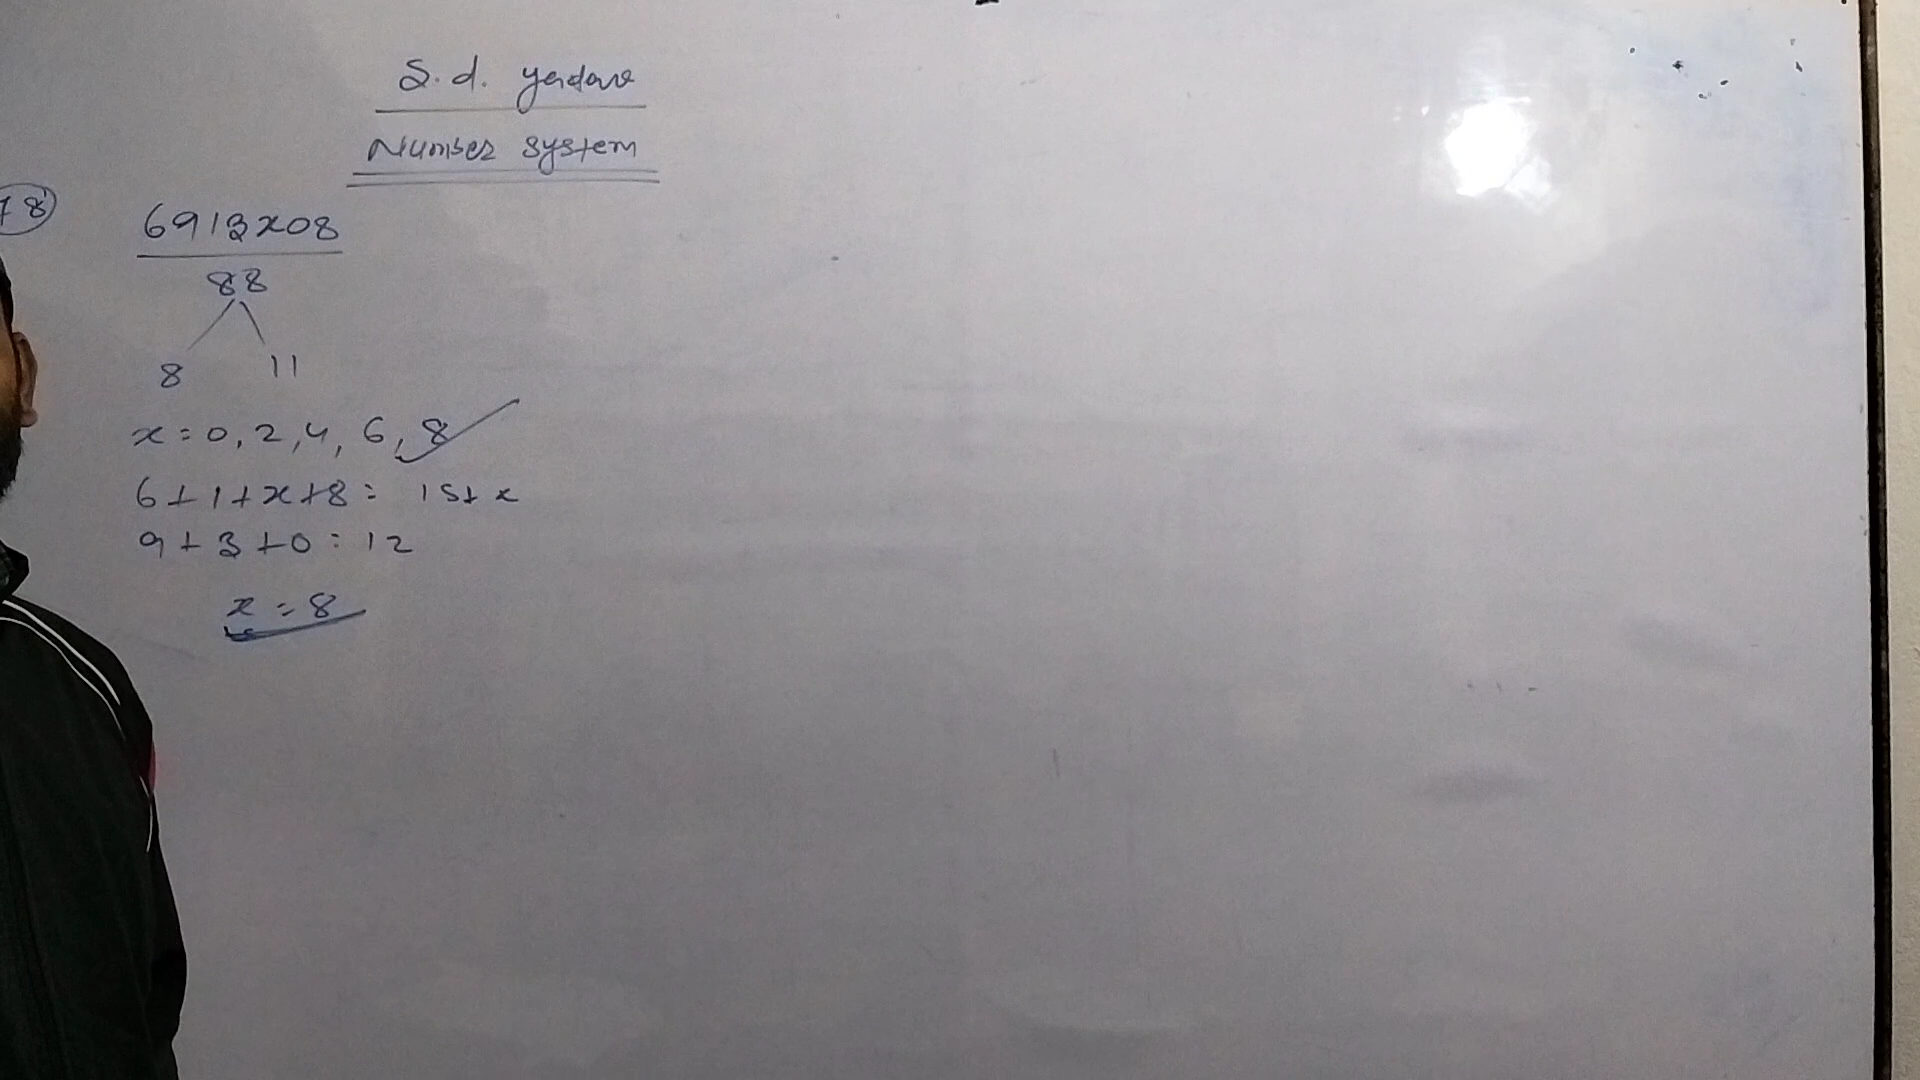 S. d. yadava
Number system
78
6913x08
88
8 11
x = 0, 2, 4, 6, 8
6 + 1 + x + 8 = 15 + x
9 + 3 + 0 = 12
x = 8